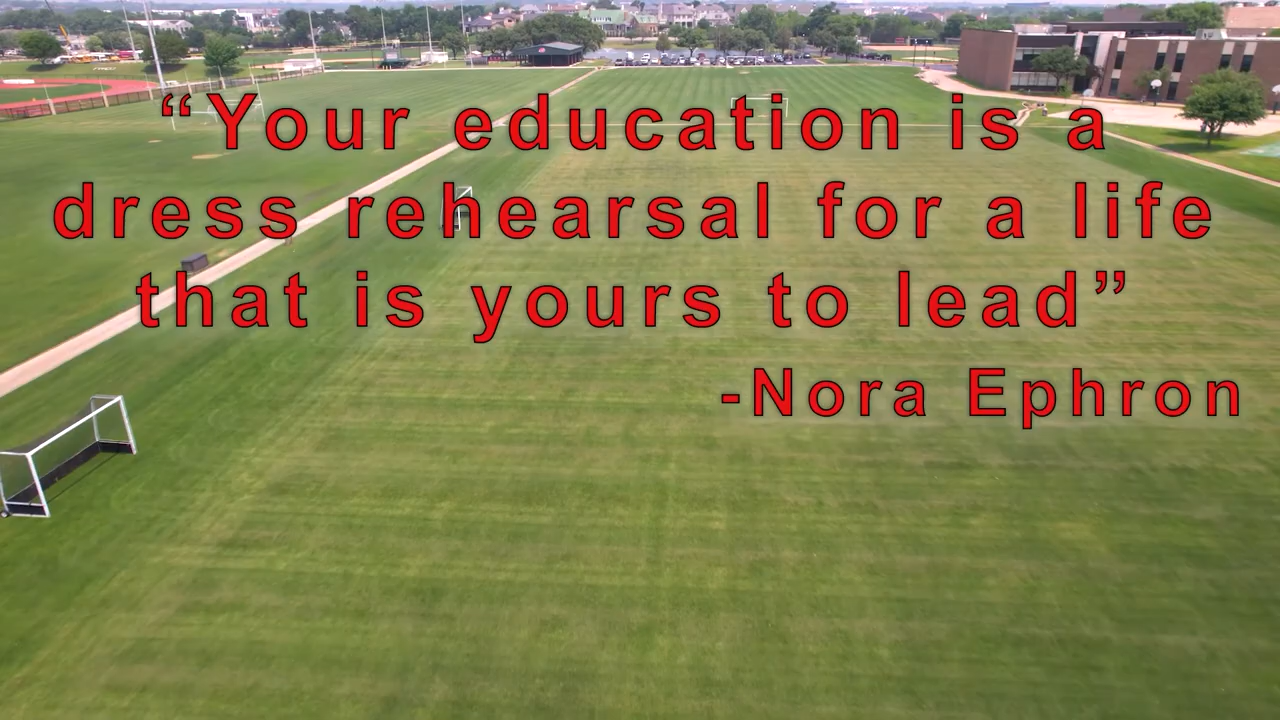 “Your education is a
dress rehearsal for a life
that is yours to lead”
-Nora Ephron